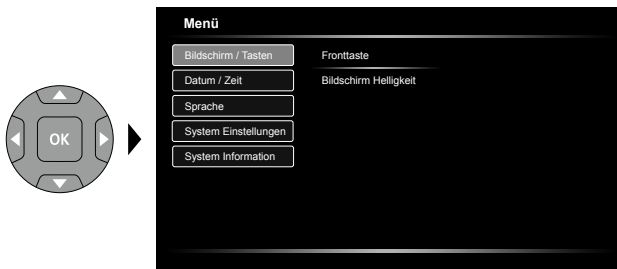 Menü
Bildschirm / Tasten
Fronttaste
Datum / Zeit
Bildschirm Helligkeit
Sprache
System Einstellungen
OK
System Information